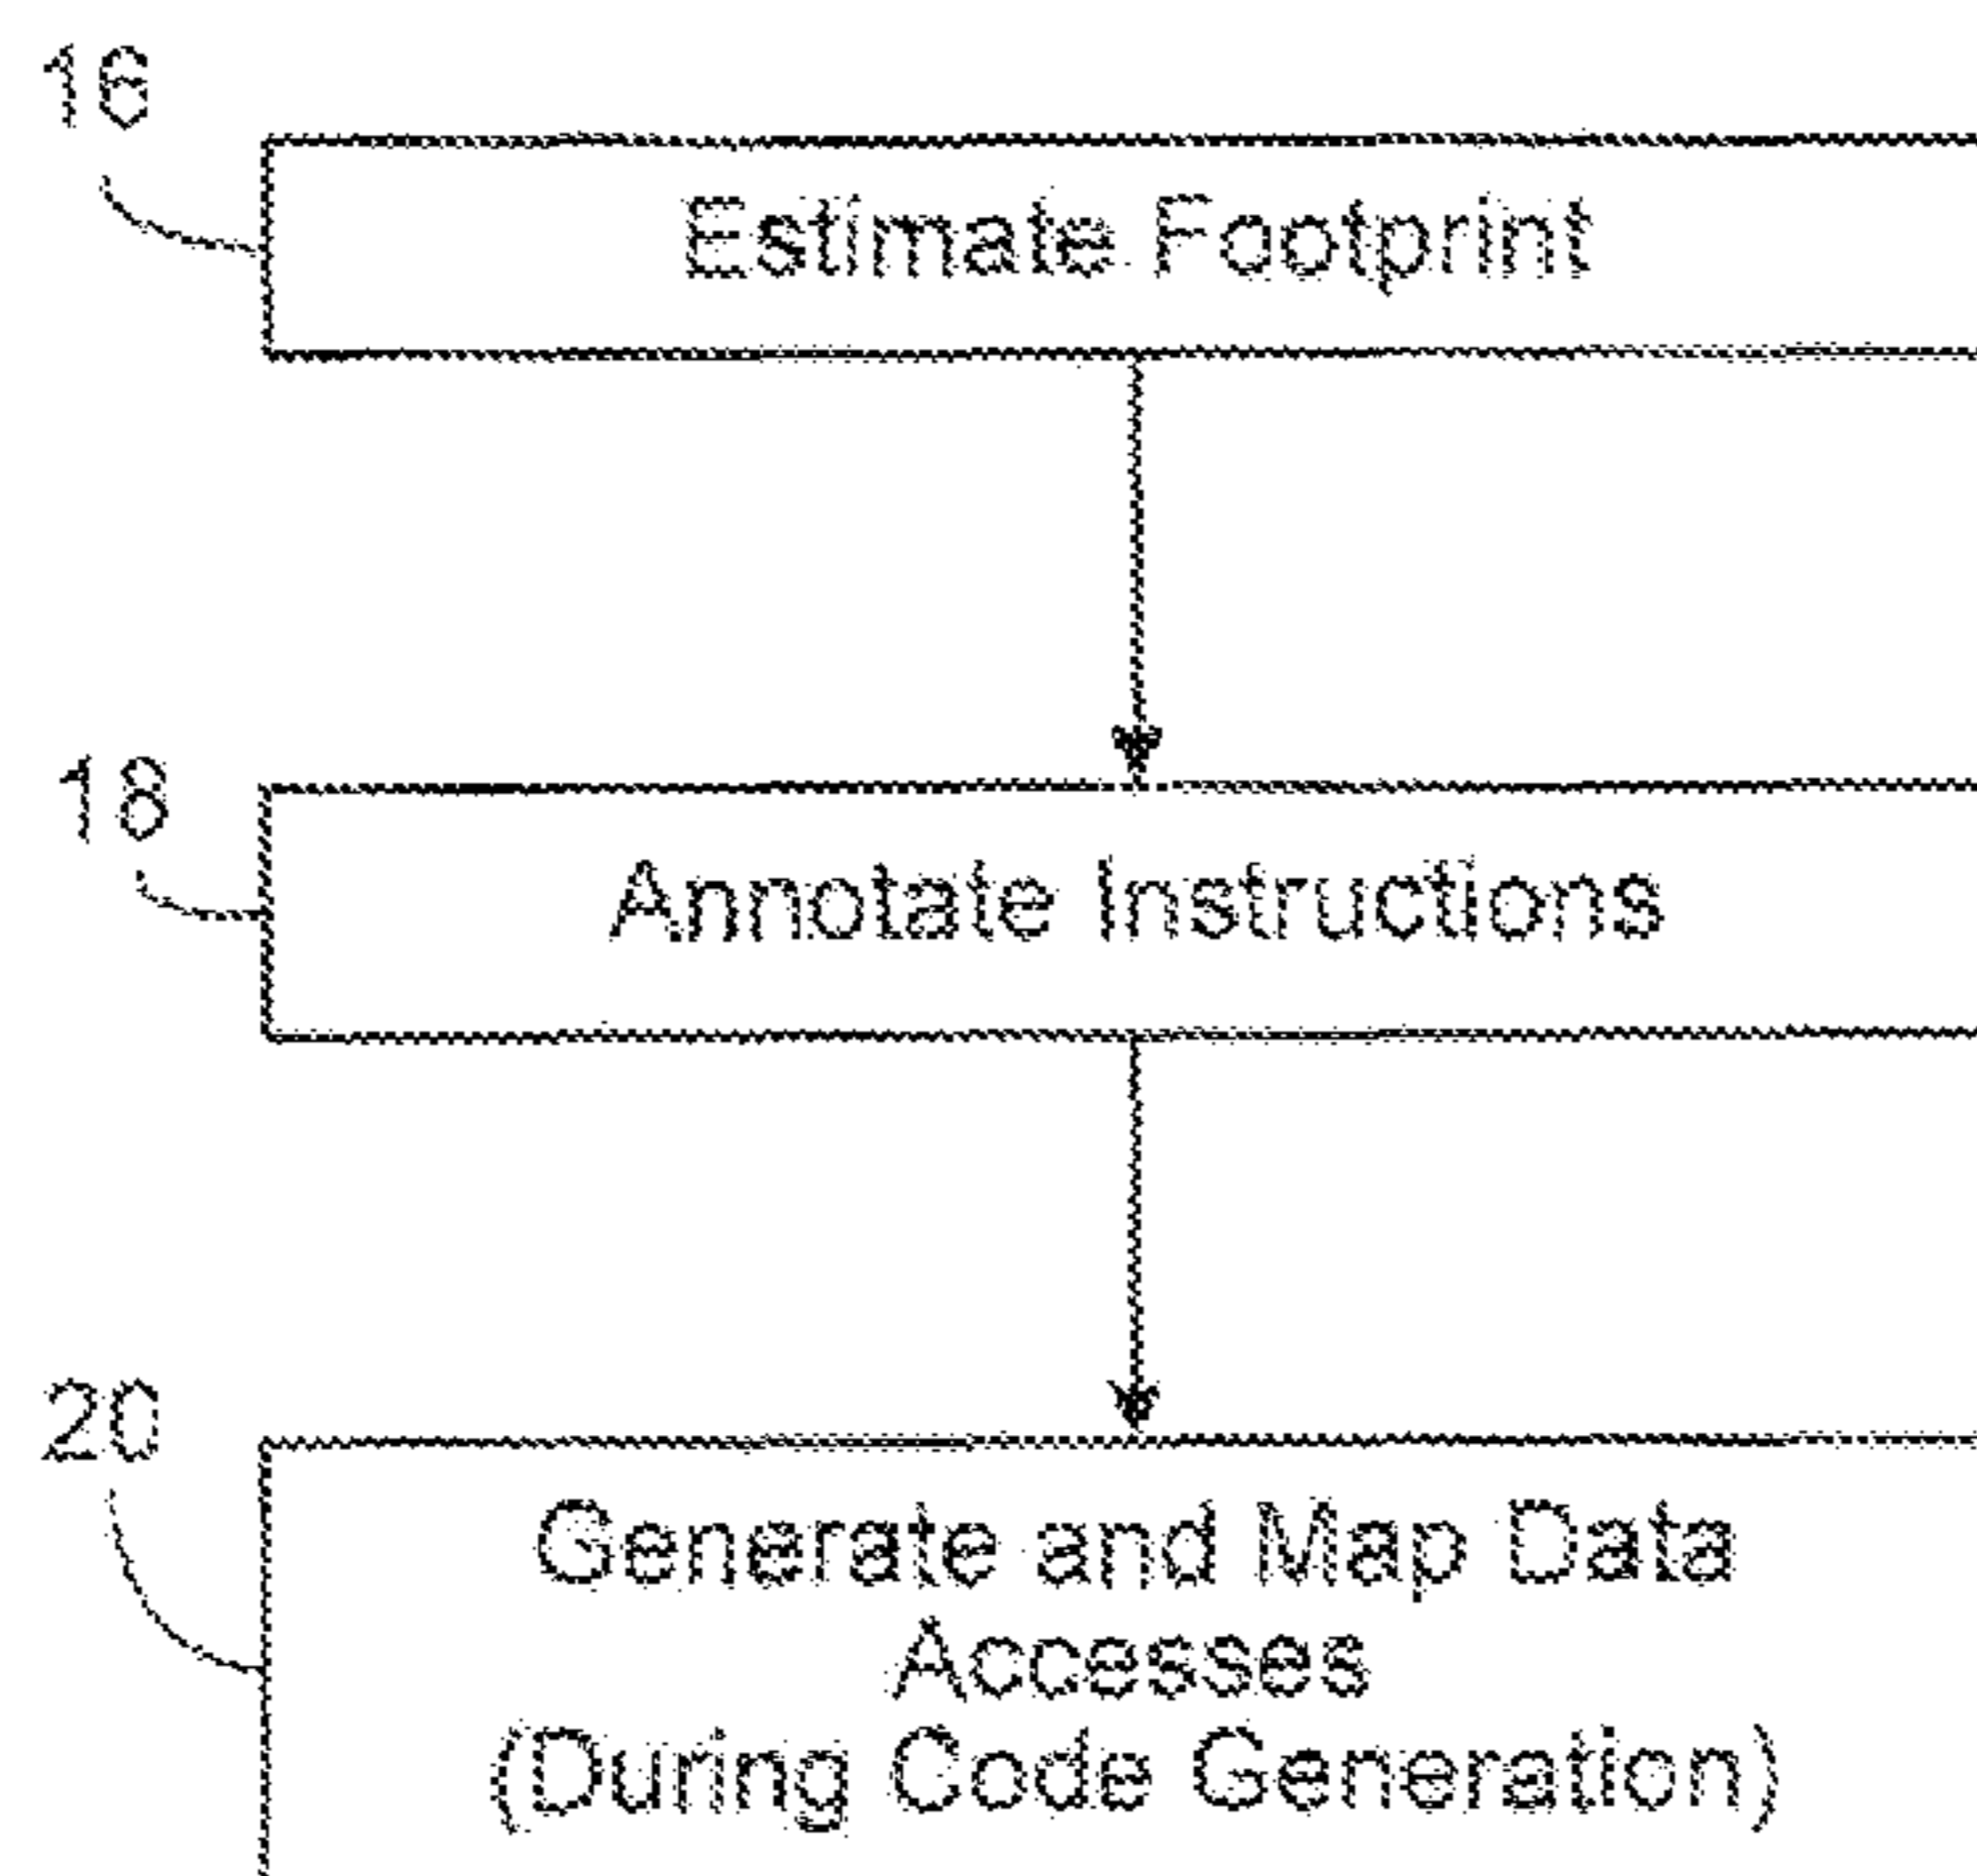 16
Estimate Footprint
18
Annotate Instructions
20
Generate and Map Data
Accesses
(During Code Generation)